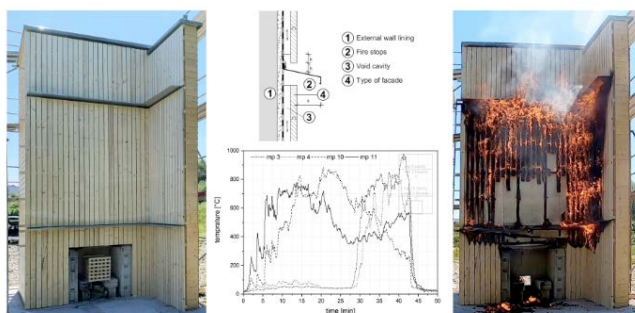 1 External wall lining
2 Fire stops
3 Void cavity
4 Type of facade
1
2
4
3
mp 3 mp 4 mp 10 mp 11
1000
800
600
400
200
0
temprature [°C]
0 5 10 15 20 25 30 35 40 45 50
time [min]